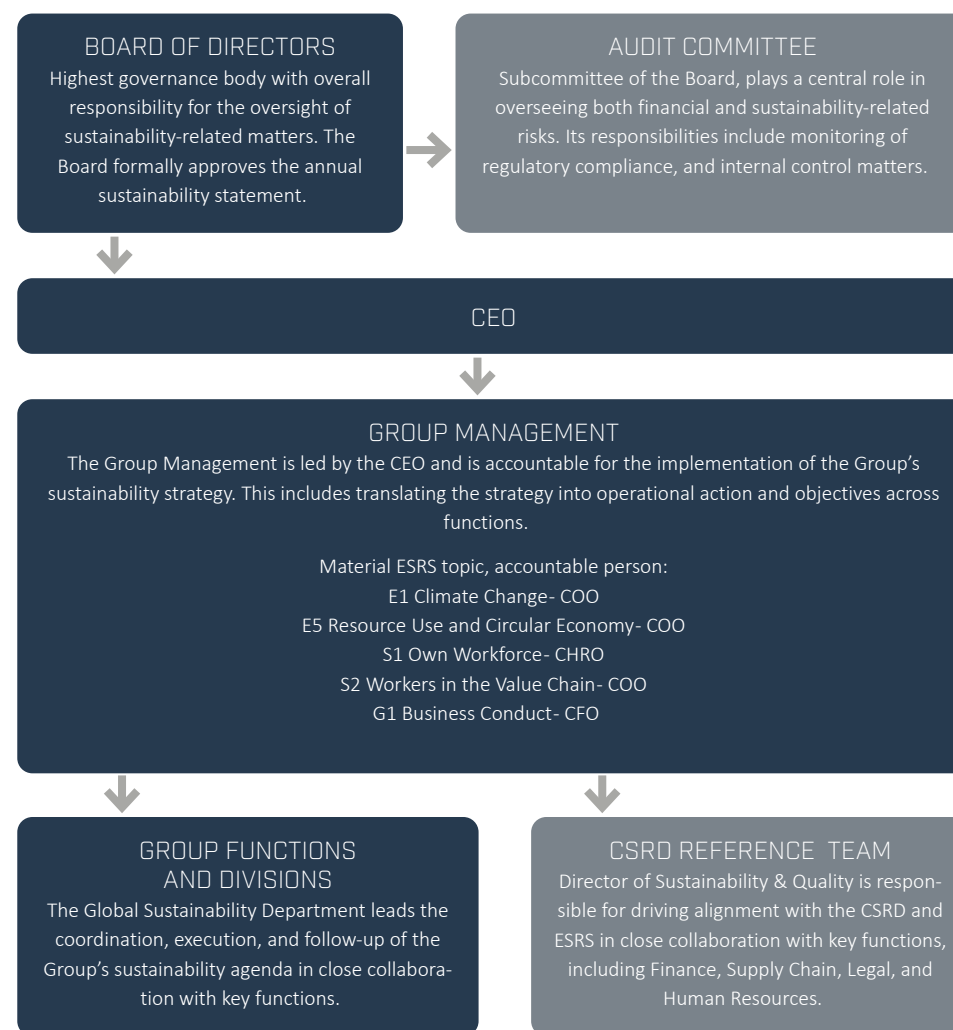 BOARD OF DIRECTORS
Highest governance body with overall
responsibility for the oversight of
sustainability-related matters. The
Board formally approves the annual
sustainability statement.
AUDIT COMMITTEE
Subcommittee of the Board, plays a central role in
overseeing both financial and sustainability-related
risks. Its responsibilities include monitoring of
regulatory compliance, and internal control matters.
CEO
GROUP MANAGEMENT
The Group Management is led by the CEO and is accountable for the implementation of the Group's
sustainability strategy. This includes translating the strategy into operational action and objectives across
functions.
Material ESRS topic, accountable person:
E1 Climate Change- COO
E5 Resource Use and Circular Economy- COO
S1 Own Workforce- CHRO
S2 Workers in the Value Chain- COO
G1 Business Conduct- CFO
GROUP FUNCTIONS
AND DIVISIONS
The Global Sustainability Department leads the
coordination, execution, and follow-up of the
Group's sustainability agenda in close collabora-
tion with key functions.
CSRD REFERENCE TEAM
Director of Sustainability & Quality is respon-
sible for driving alignment with the CSRD and
ESRS in close collaboration with key functions,
including Finance, Supply Chain, Legal, and
Human Resources.